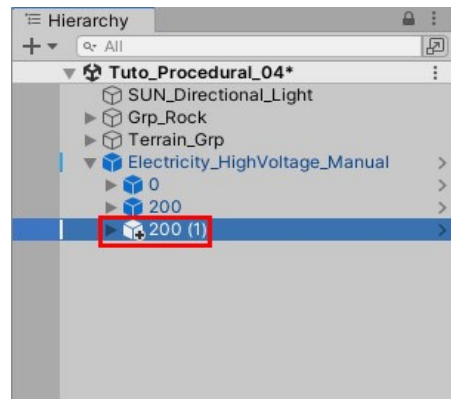 Hierarchy
All
Tuto_Procedural_04*
SUN_Directional_Light
Grp_Rock
Terrain_Grp
Electricity_HighVoltage_Manual
0
200
200 (1)